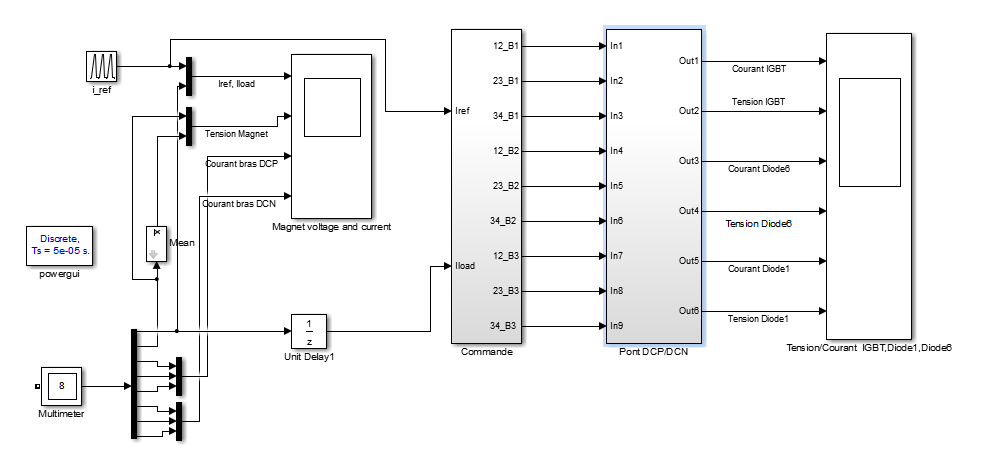 i_ref
Iref, Iload
Tension Magnet
Courant bras DCP
Courant bras DCN
Magnet voltage and current
Discrete,
Ts = 5e-05 s.
powergui
x
Mean
1
z
Unit Delay1
8
Multimeter
Iref
Iload
12_B1
23_B1
34_B1
12_B2
23_B2
34_B2
12_B3
23_B3
34_B3
Commande
In1
In2
In3
In4
In5
In6
In7
In8
In9
Out1
Out2
Out3
Out4
Out5
Out6
Pont DCP/DCN
Courant IGBT
Tension IGBT
Courant Diode6
Tension Diode6
Courant Diode1
Tension Diode1
Tension/Courant IGBT,Diode1,Diode6